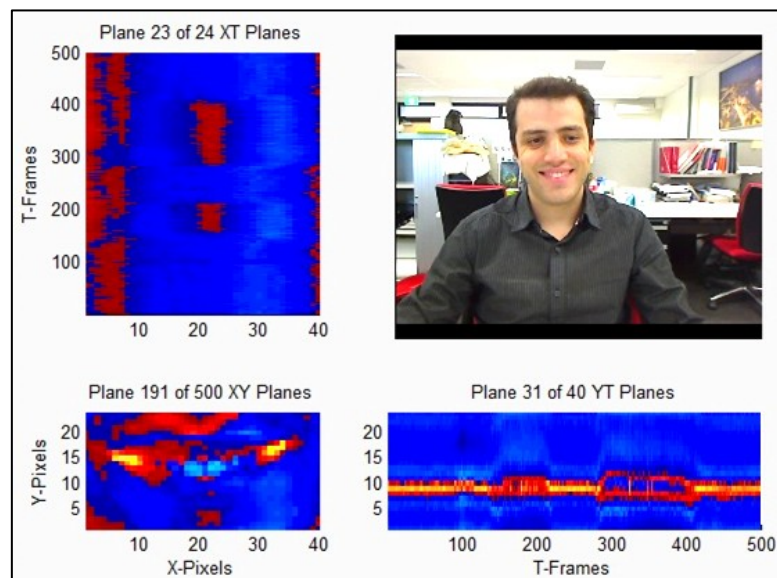 Plane 23 of 24 XT Planes
500
400
300
200
100
T-Frames
10 20 30 40
Plane 191 of 500 XY Planes
20
15
10
5
Y-Pixels
10 20 30 40
X-Pixels
Plane 31 of 40 YT Planes
20
15
10
5
100 200 300 400 500
T-Frames